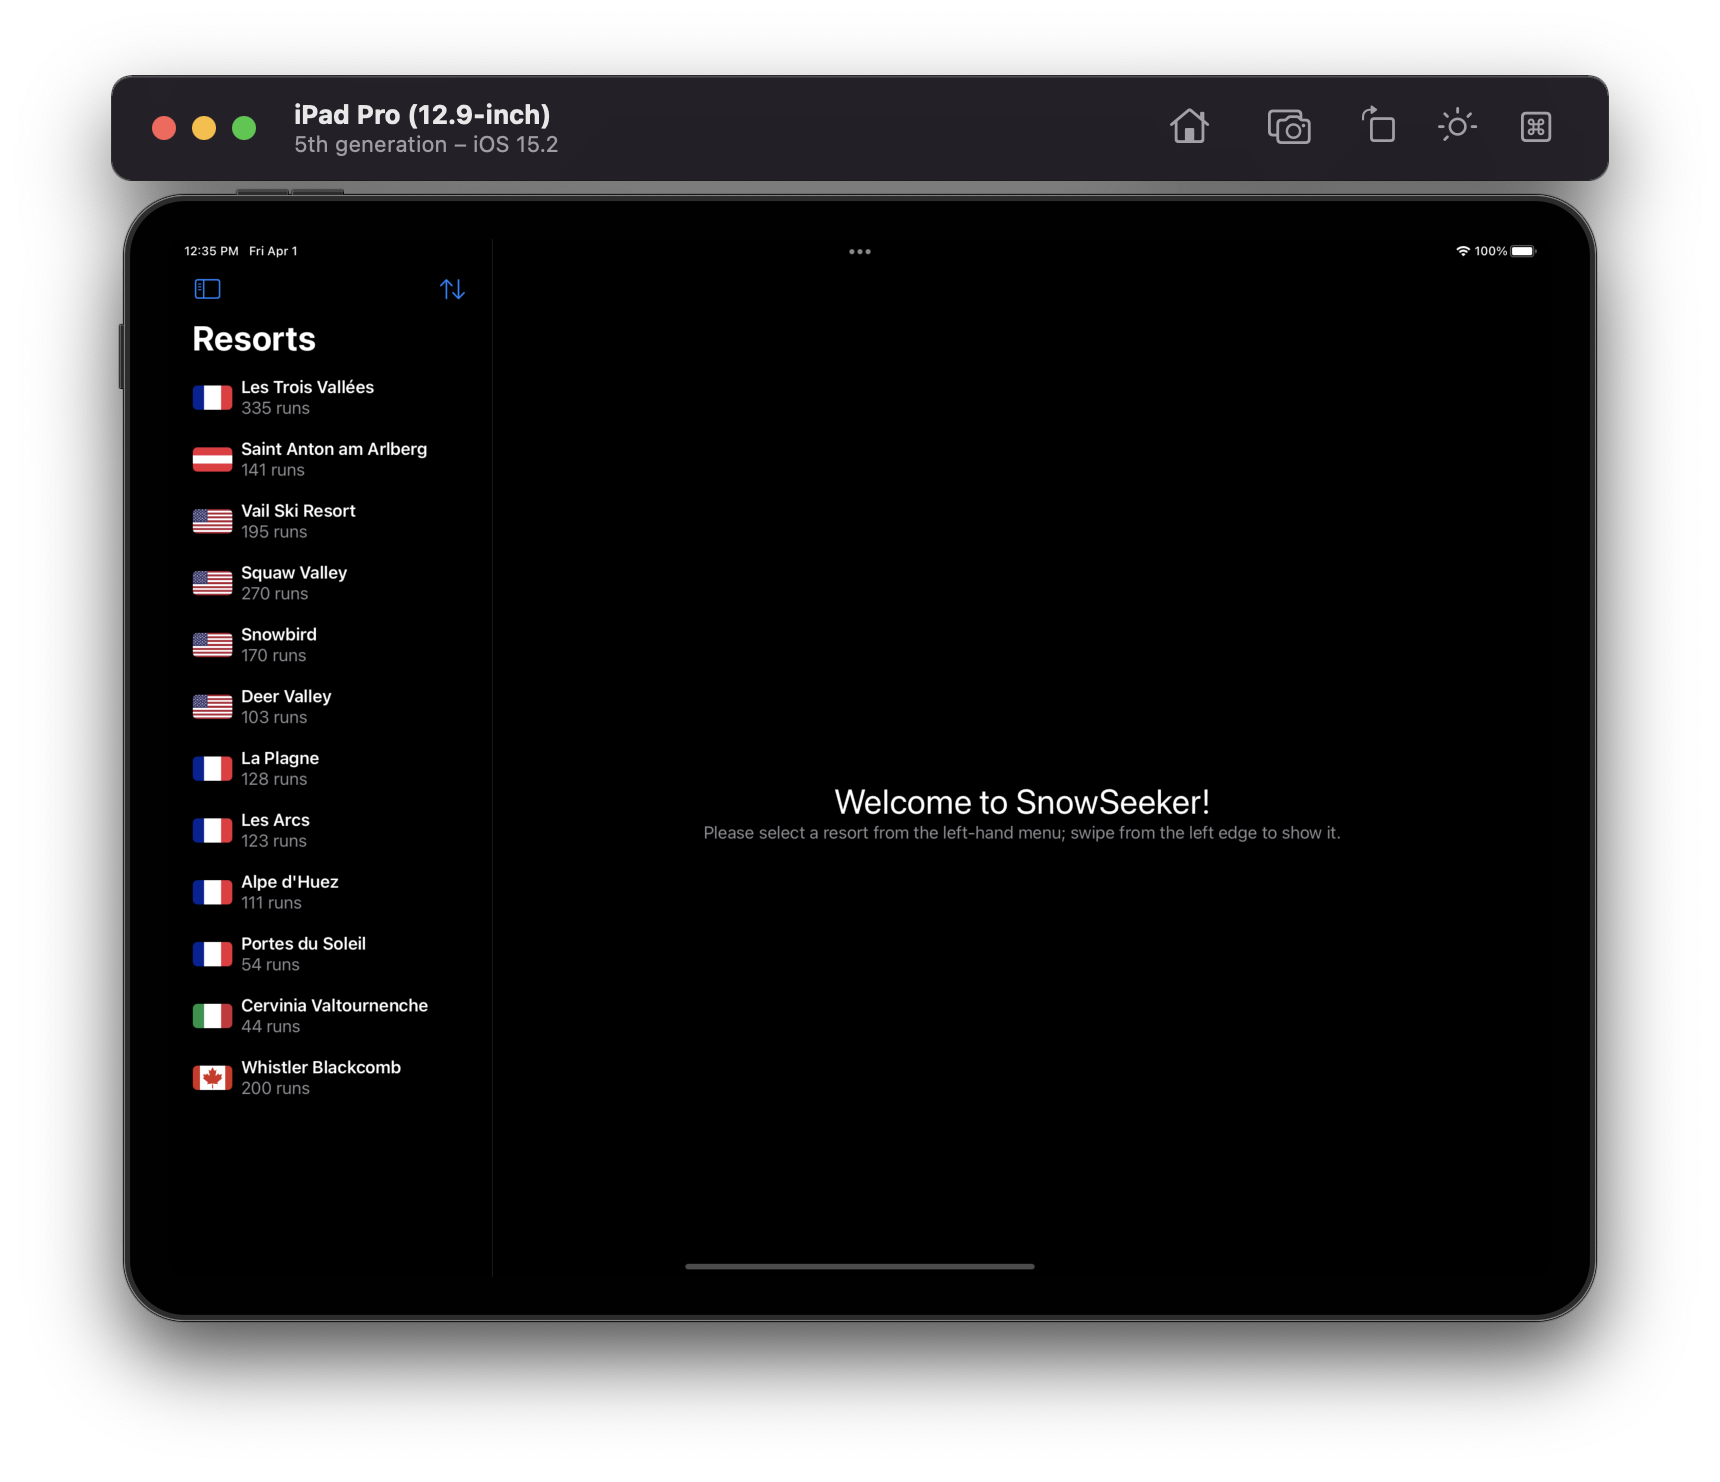 iPad Pro (12.9-inch)
5th generation – iOS 15.2
12:35 PM Fri Apr 1
100%
Resorts
Les Trois Vallées
335 runs
Saint Anton am Arlberg
141 runs
Vail Ski Resort
195 runs
Squaw Valley
270 runs
Snowbird
170 runs
Deer Valley
103 runs
La Plagne
128 runs
Les Arcs
123 runs
Alpe d'Huez
111 runs
Portes du Soleil
54 runs
Cervinia Valtournenche
44 runs
Whistler Blackcomb
200 runs
Welcome to SnowSeeker!
Please select a resort from the left-hand menu; swipe from the left edge to show it.